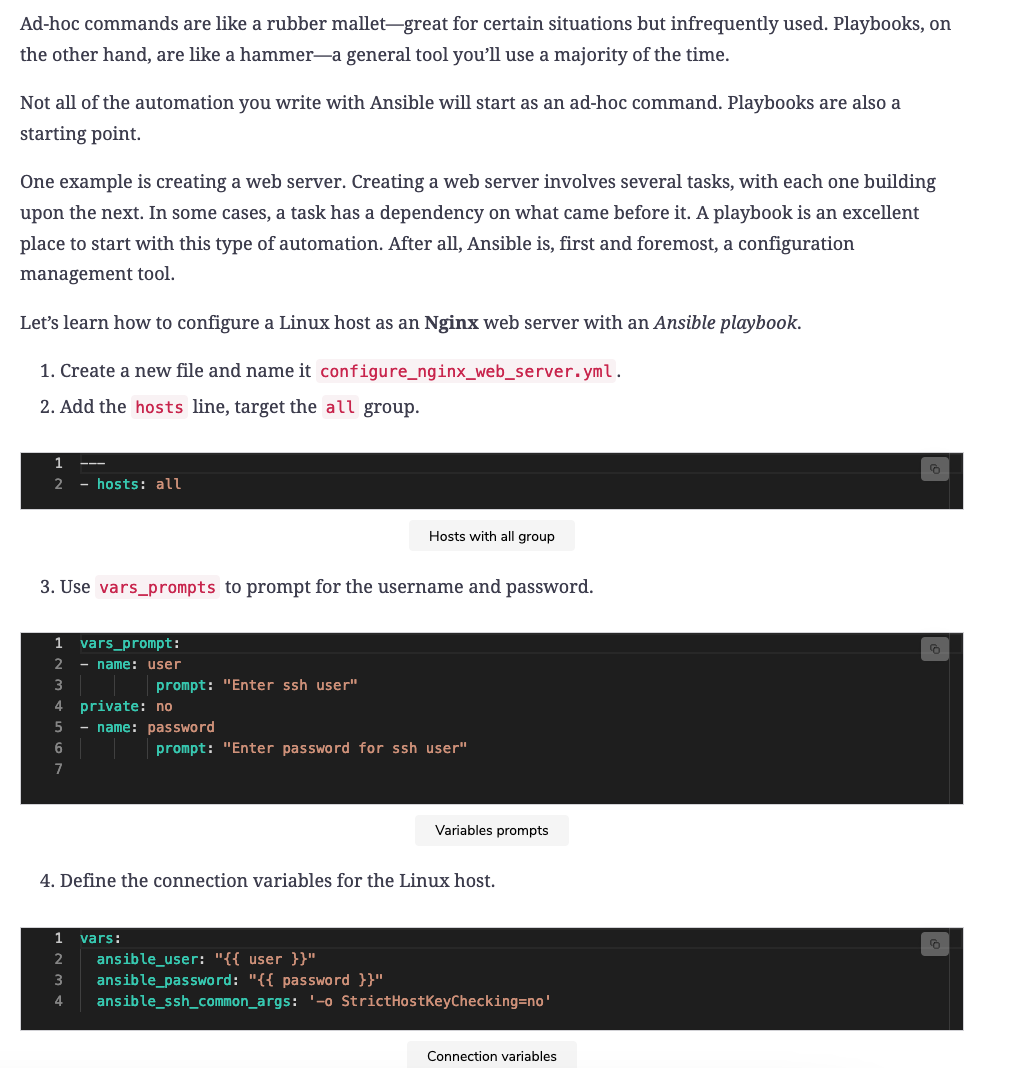 Ad-hoc commands are like a rubber mallet—great for certain situations but infrequently used. Playbooks, on
the other hand, are like a hammer—a general tool you’ll use a majority of the time.
Not all of the automation you write with Ansible will start as an ad-hoc command. Playbooks are also a
starting point.
One example is creating a web server. Creating a web server involves several tasks, with each one building
upon the next. In some cases, a task has a dependency on what came before it. A playbook is an excellent
place to start with this type of automation. After all, Ansible is, first and foremost, a configuration
management tool.
Let’s learn how to configure a Linux host as an Nginx web server with an Ansible playbook.
1. Create a new file and name it configure_nginx_web_server.yml.
2. Add the hosts line, target the all group.
1 ---
2 - hosts: all
Hosts with all group
3. Use vars_prompts to prompt for the username and password.
1 vars_prompt:
2 - name: user
3 prompt: "Enter ssh user"
4 private: no
5 - name: password
6 prompt: "Enter password for ssh user"
7
Variables prompts
4. Define the connection variables for the Linux host.
1 vars:
2 ansible_user: "{{ user }}"
3 ansible_password: "{{ password }}"
4 ansible_ssh_common_args: '-o StrictHostKeyChecking=no'
Connection variables